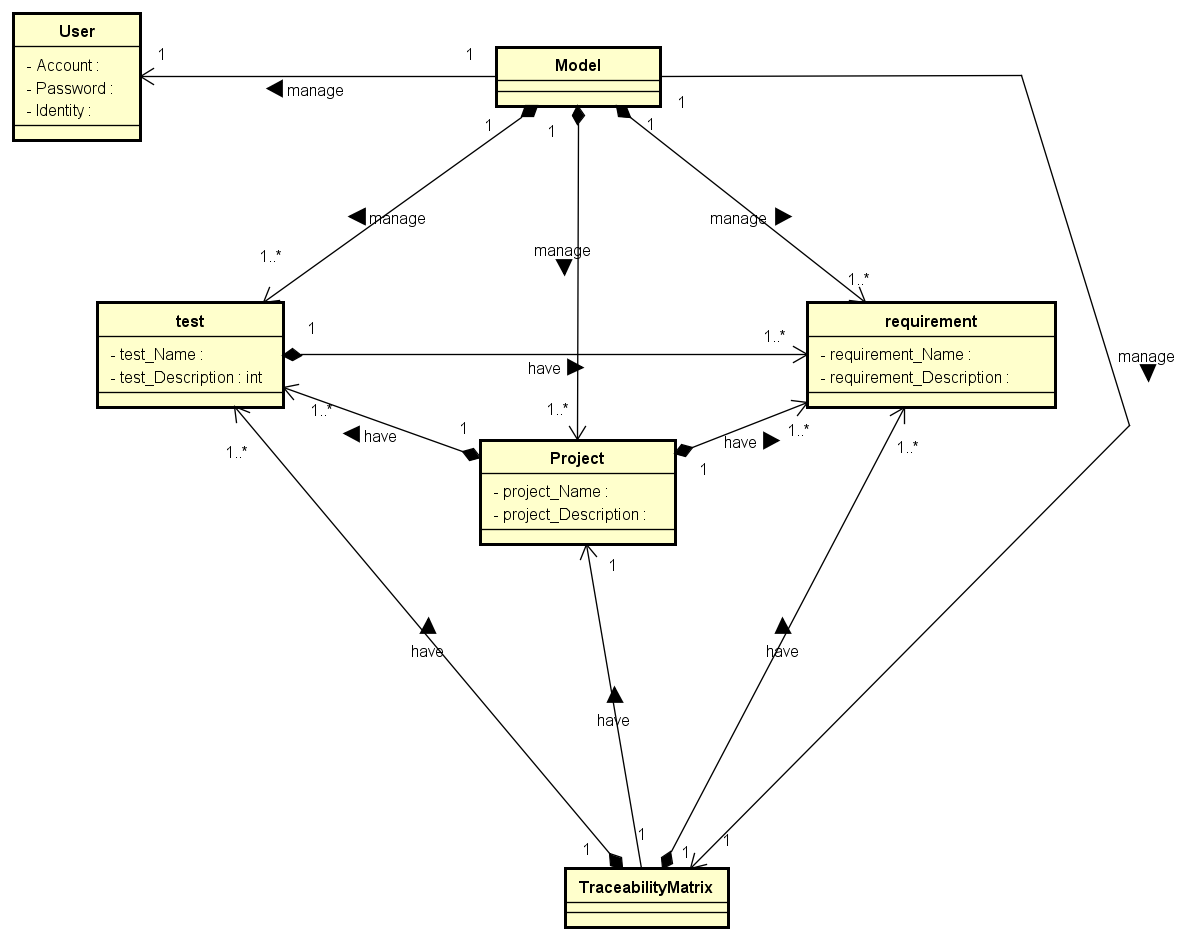 User
- Account :
- Password :
- Identity :
1
1
manage
Model
1
1
1
1
manage
manage
manage
1..*
1..*
test
- test_Name :
- test_Description : int
1
1..*
have
requirement
- requirement_Name :
- requirement_Description :
manage
1..*
1..*
have
1
1..*
have
1
1..*
1..*
Project
- project_Name :
- project_Description :
1
have
have
have
1
1
1
1
TraceabilityMatrix